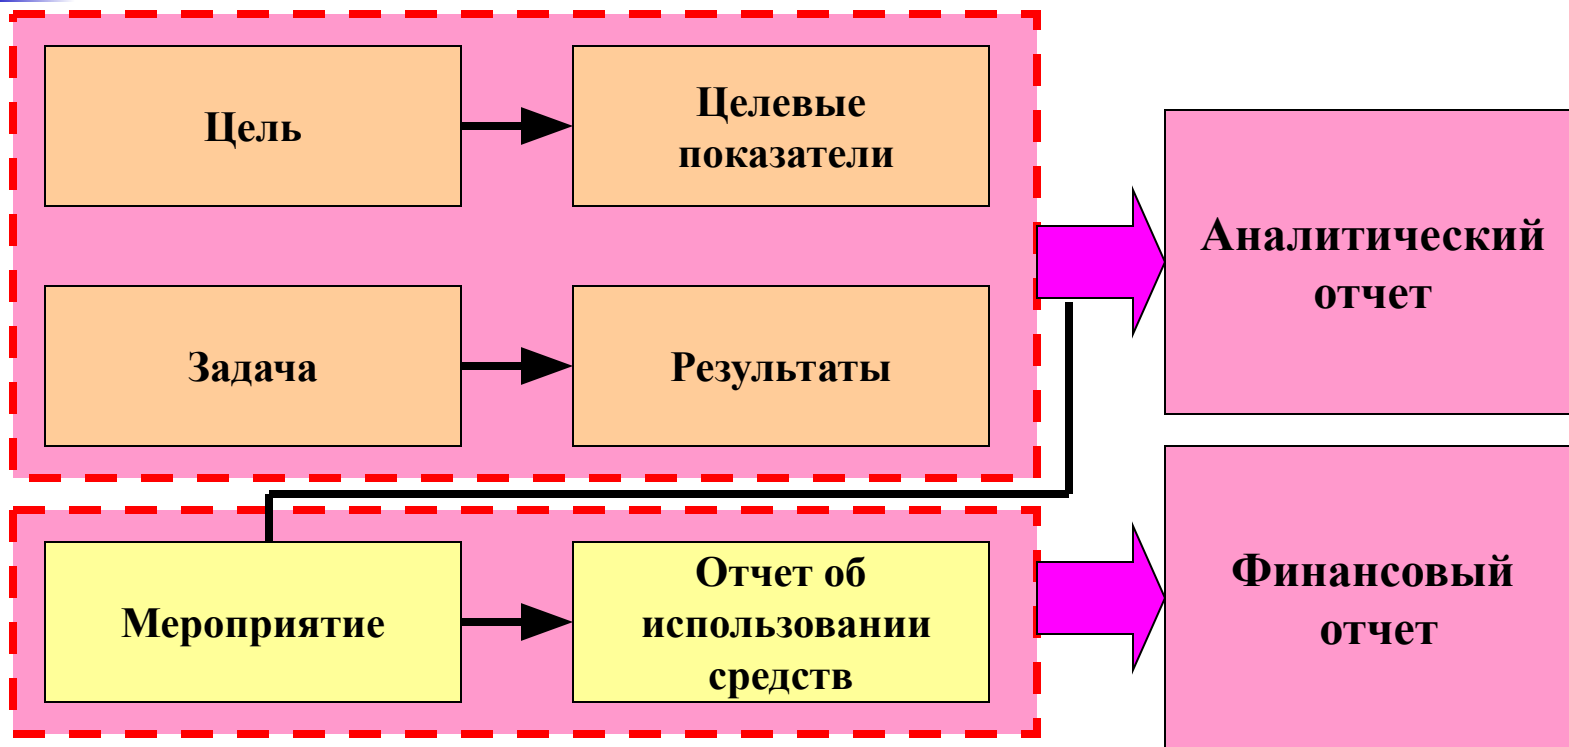 Цель
Целевые
показатели
Задача
Результаты
Аналитический
отчет
Мероприятие
Отчет об
использовании
средств
Финансовый
отчет